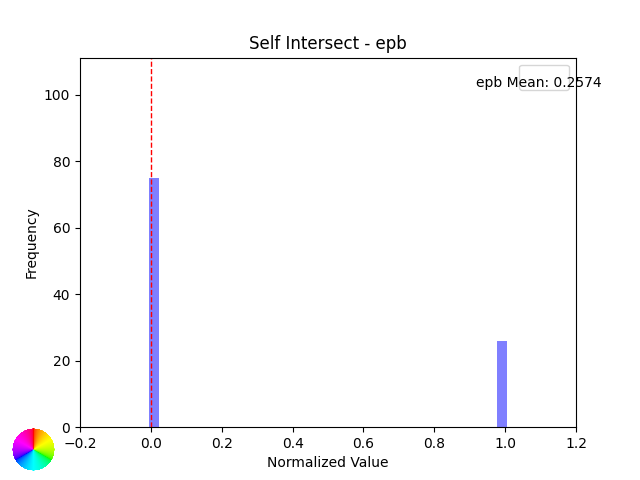 Self Intersect - epb
epb Mean: 0.2574
100
80
60
40
20
0
Frequency
−0.2 0.0 0.2 0.4 0.6 0.8 1.0 1.2
Normalized Value